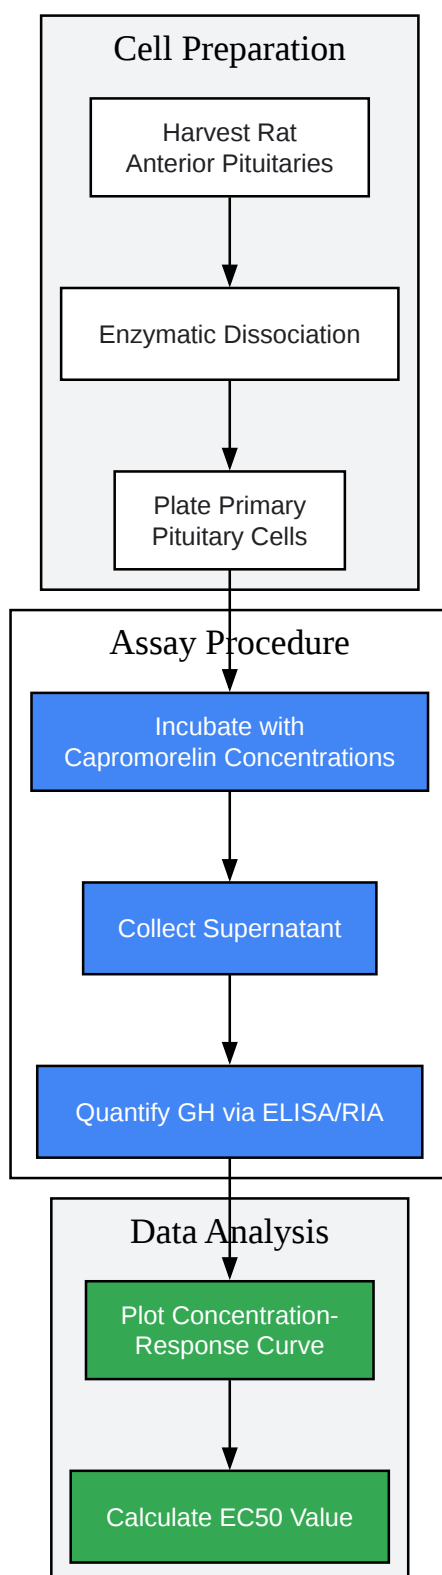 Cell Preparation
Harvest Rat
Anterior Pituitaries
Enzymatic Dissociation
Plate Primary
Pituitary Cells
Assay Procedure
Incubate with
Capromorelin Concentrations
Collect Supernatant
Quantify GH via ELISA/RIA
Data Analysis
Plot Concentration-
Response Curve
Calculate EC50 Value